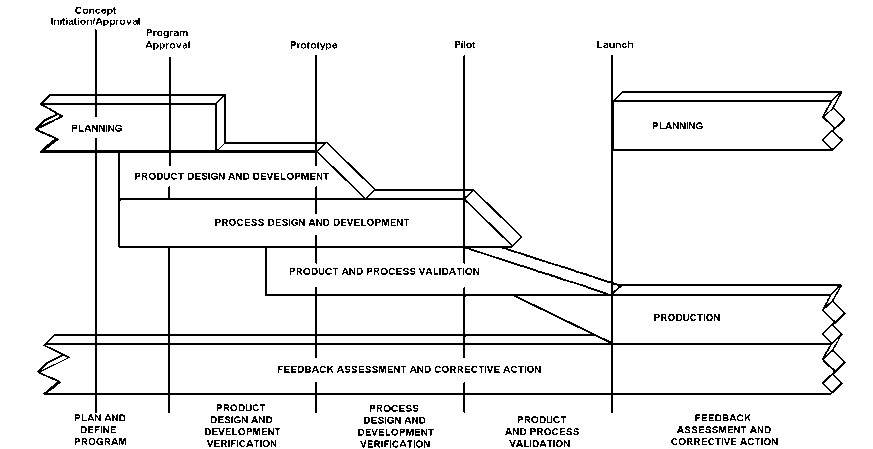 Concept
Initiation/Approval
Program
Approval
Prototype
Pilot
Launch
PLANNING
PLANNING
PRODUCT DESIGN AND DEVELOPMENT
PROCESS DESIGN AND DEVELOPMENT
PRODUCT AND PROCESS VALIDATION
PRODUCTION
FEEDBACK ASSESSMENT AND CORRECTIVE ACTION
PLAN AND
DEFINE
PROGRAM
PRODUCT
DESIGN AND
DEVELOPMENT
VERIFICATION
PROCESS
DESIGN AND
DEVELOPMENT
VERIFICATION
PRODUCT
AND PROCESS
VALIDATION
FEEDBACK
ASSESSMENT AND
CORRECTIVE ACTION